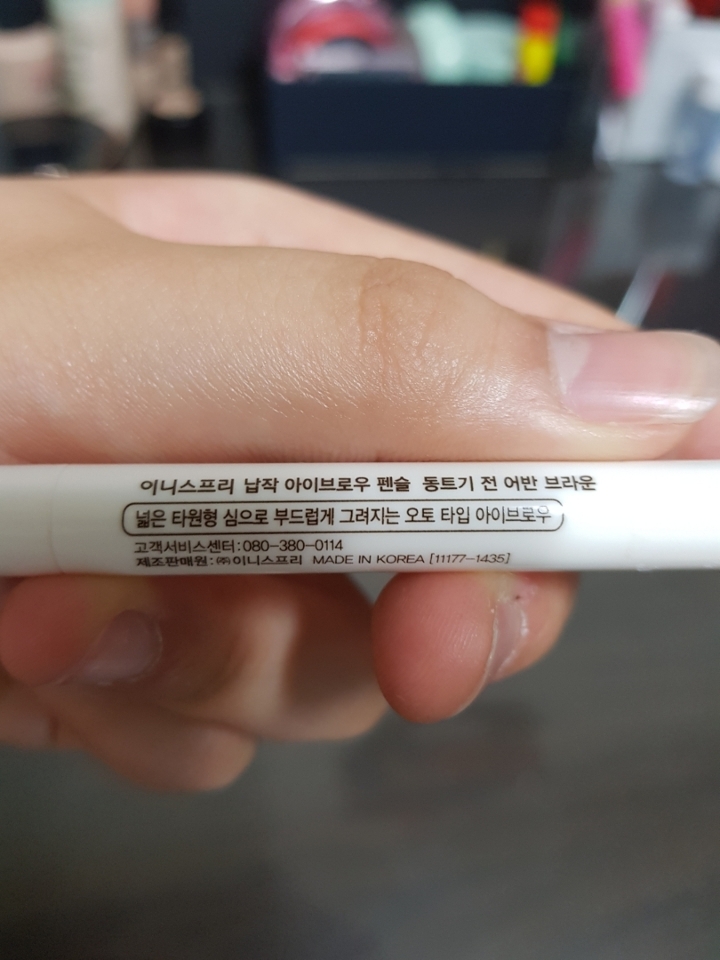 이니스프리 납작 아이브로우 펜슬 동트기 전 어반 브라운
넓은 타원형 심으로 부드럽게 그려지는 오토 타입 아이브로우
고객서비스센터:080-380-0114
제조판매원:㈜이니스프리 MADE IN KOREA [11177-1435]